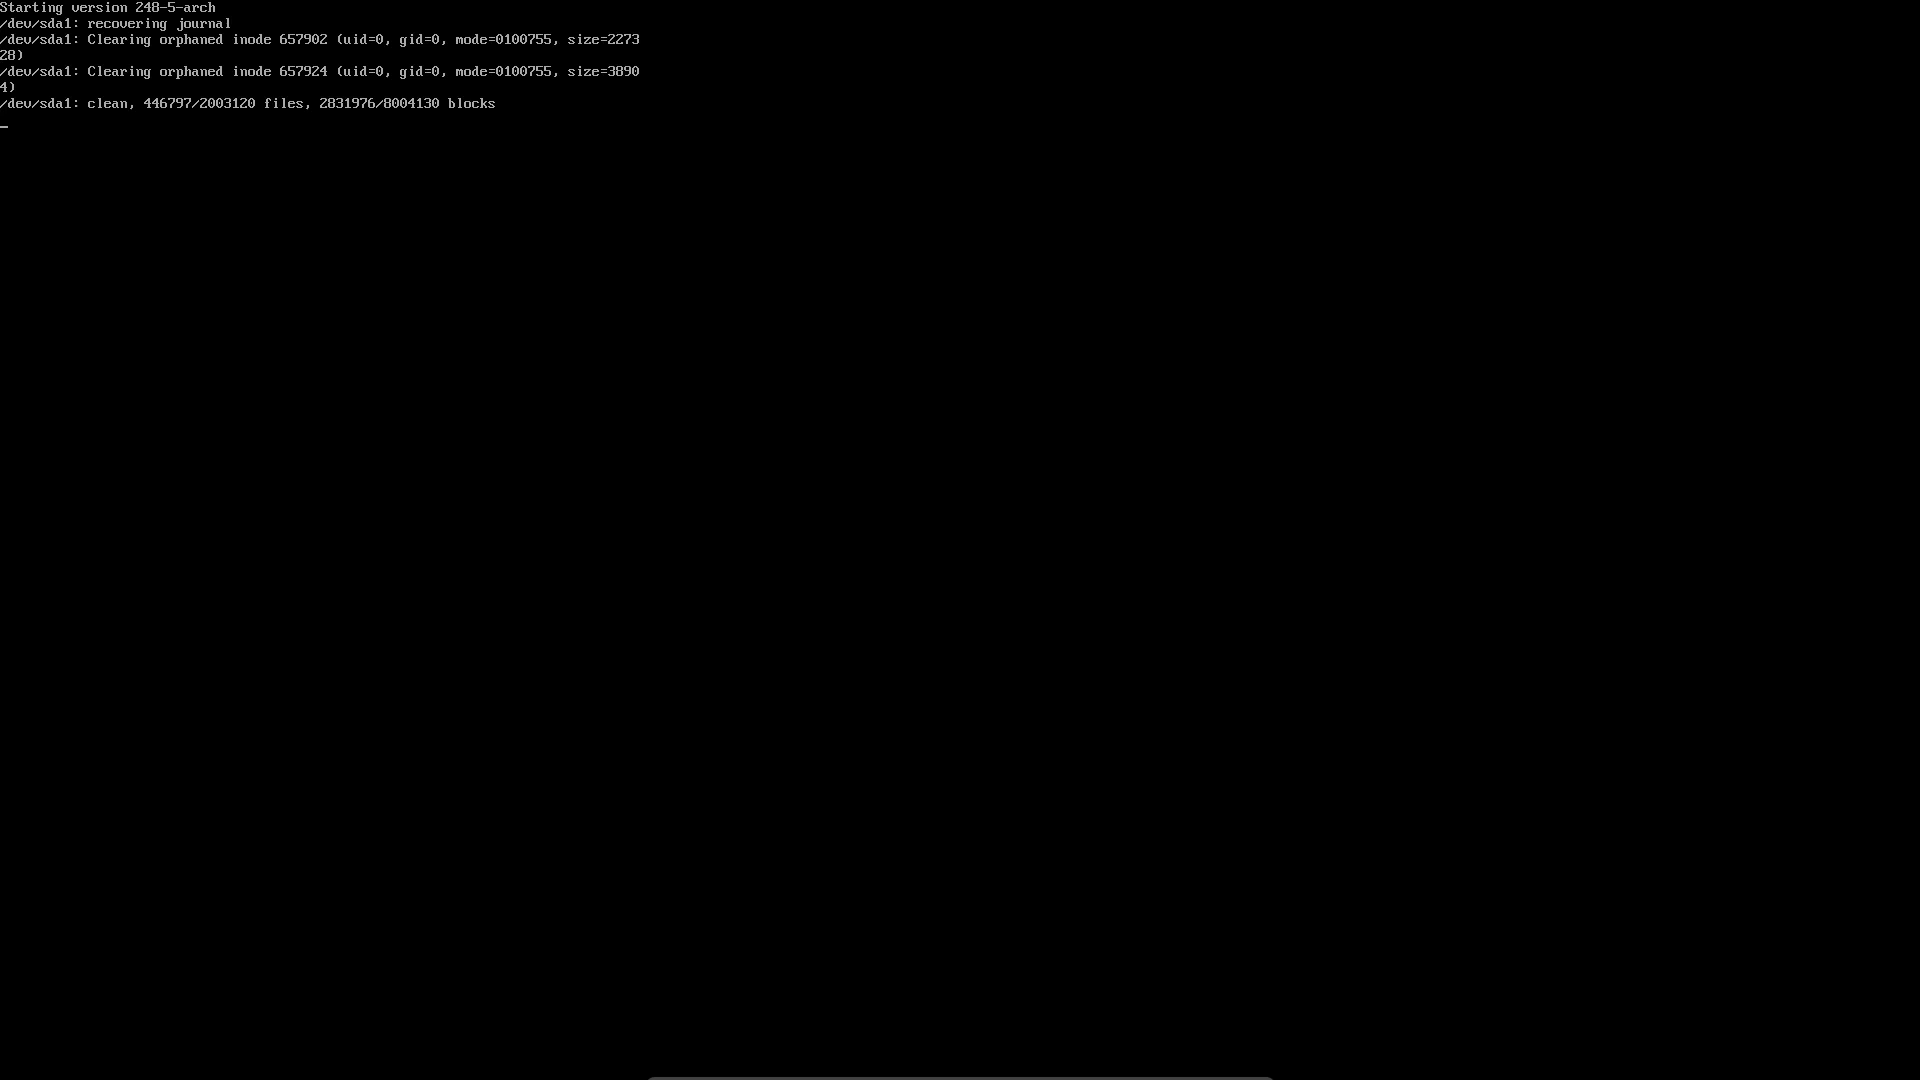 Starting version 248-5-arch
/dev/sda1: recovering journal
/dev/sda1: Clearing orphaned inode 657902 (uid=0, gid=0, mode=0100755, size=2273
28)
/dev/sda1: Clearing orphaned inode 657924 (uid=0, gid=0, mode=0100755, size=3890
4)
/dev/sda1: clean, 446797/2003120 files, 2831976/8004130 blocks
_